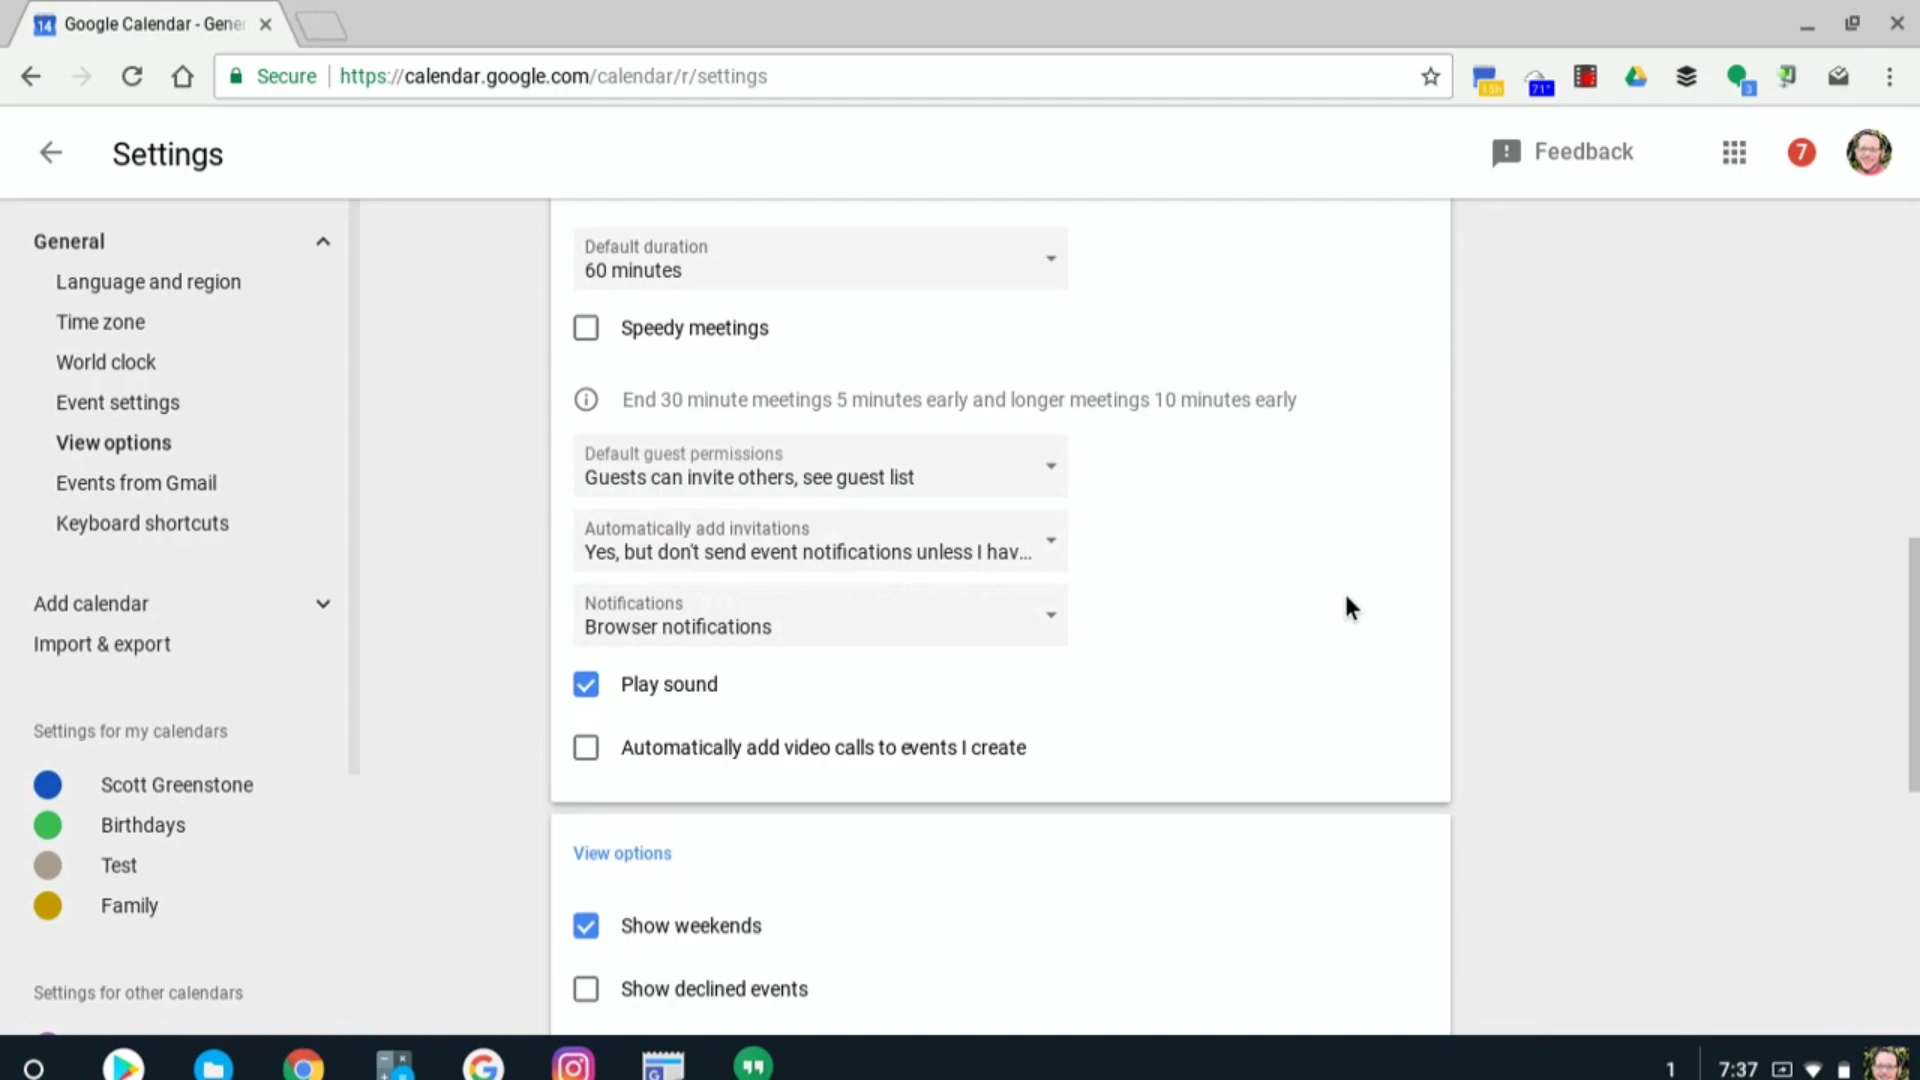 14 Google Calendar - Gene
Secure https://calendar.google.com/calendar/r/settings
15h
71°
3
Settings
Feedback
7
General
Language and region
Time zone
World clock
Event settings
View options
Events from Gmail
Keyboard shortcuts
Add calendar
Import & export
Settings for my calendars
Scott Greenstone
Birthdays
Test
Family
Settings for other calendars
Default duration
60 minutes
Speedy meetings
End 30 minute meetings 5 minutes early and longer meetings 10 minutes early
Default guest permissions
Guests can invite others, see guest list
Automatically add invitations
Yes, but don't send event notifications unless I hav...
Notifications
Browser notifications
Play sound
Automatically add video calls to events I create
View options
Show weekends
Show declined events
1 7:37